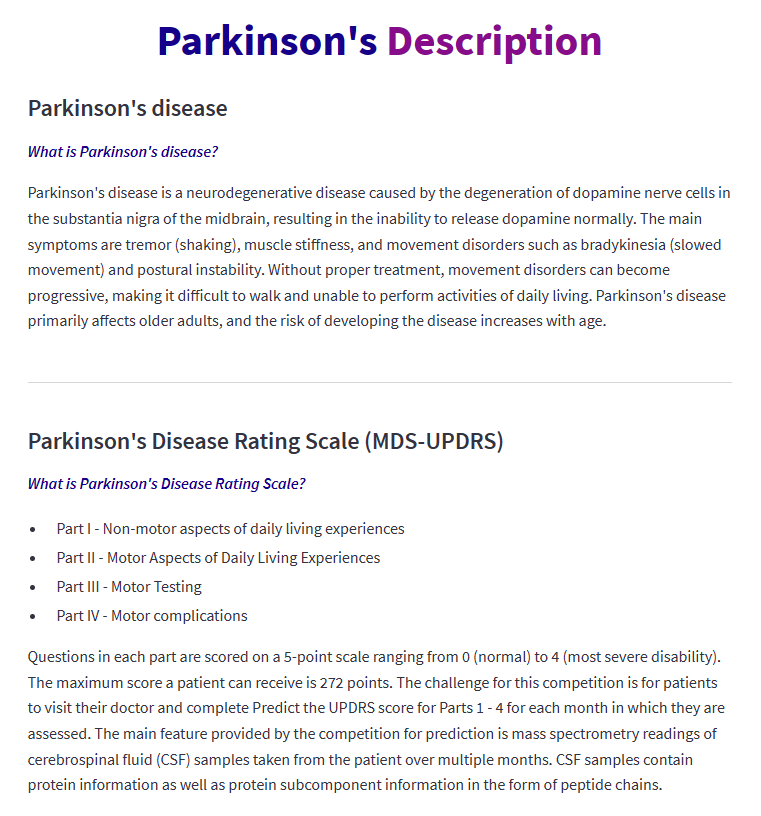 Parkinson's Description
Parkinson's disease
What is Parkinson's disease?
Parkinson's disease is a neurodegenerative disease caused by the degeneration of dopamine nerve cells in
the substantia nigra of the midbrain, resulting in the inability to release dopamine normally. The main
symptoms are tremor (shaking), muscle stiffness, and movement disorders such as bradykinesia (slowed
movement) and postural instability. Without proper treatment, movement disorders can become
progressive, making it difficult to walk and unable to perform activities of daily living. Parkinson's disease
primarily affects older adults, and the risk of developing the disease increases with age.
Parkinson's Disease Rating Scale (MDS-UPDRS)
What is Parkinson's Disease Rating Scale?
• Part I - Non-motor aspects of daily living experiences
• Part II - Motor Aspects of Daily Living Experiences
• Part III - Motor Testing
• Part IV - Motor complications
Questions in each part are scored on a 5-point scale ranging from 0 (normal) to 4 (most severe disability).
The maximum score a patient can receive is 272 points. The challenge for this competition is for patients
to visit their doctor and complete Predict the UPDRS score for Parts 1 - 4 for each month in which they are
assessed. The main feature provided by the competition for prediction is mass spectrometry readings of
cerebrospinal fluid (CSF) samples taken from the patient over multiple months. CSF samples contain
protein information as well as protein subcomponent information in the form of peptide chains.